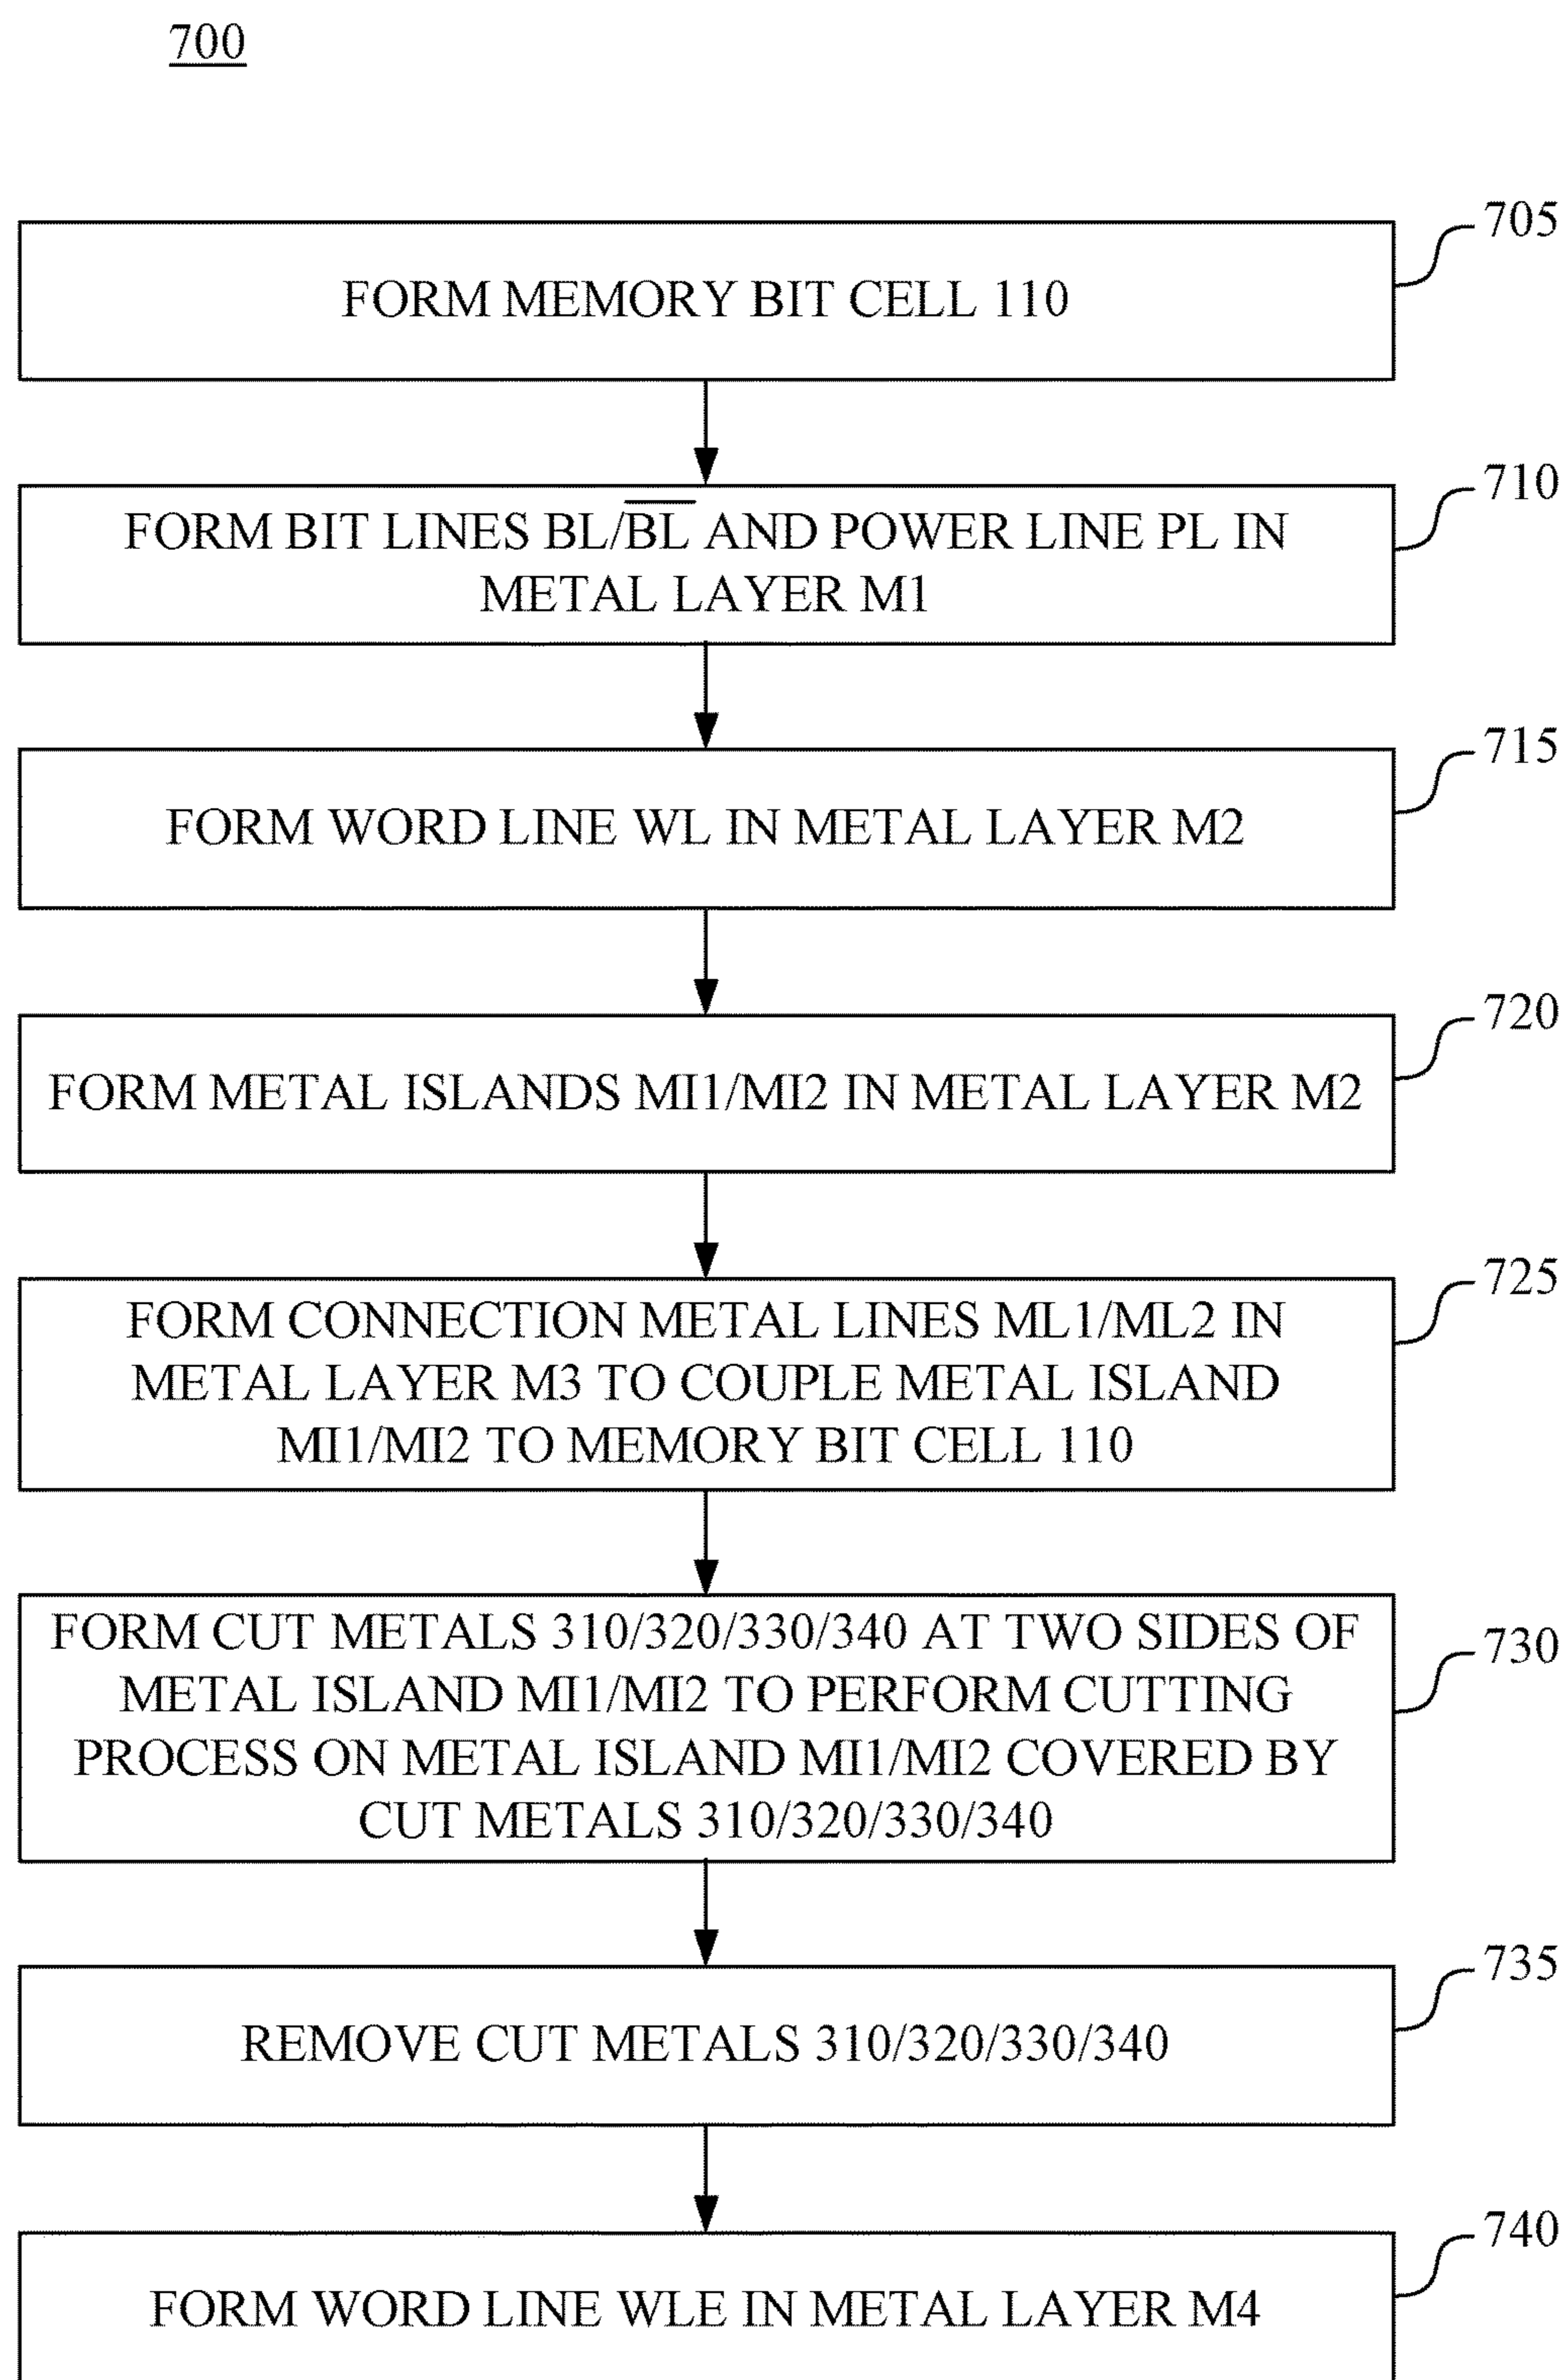 700
705
FORM MEMORY BIT CELL 110
710
FORM BIT LINES BL/B̅L̅ AND POWER LINE PL IN
METAL LAYER M1
715
FORM WORD LINE WL IN METAL LAYER M2
720
FORM METAL ISLANDS MI1/MI2 IN METAL LAYER M2
725
FORM CONNECTION METAL LINES ML1/ML2 IN
METAL LAYER M3 TO COUPLE METAL ISLAND
MI1/MI2 TO MEMORY BIT CELL 110
730
FORM CUT METALS 310/320/330/340 AT TWO SIDES OF
METAL ISLAND MI1/MI2 TO PERFORM CUTTING
PROCESS ON METAL ISLAND MI1/MI2 COVERED BY
CUT METALS 310/320/330/340
735
REMOVE CUT METALS 310/320/330/340
740
FORM WORD LINE WLE IN METAL LAYER M4